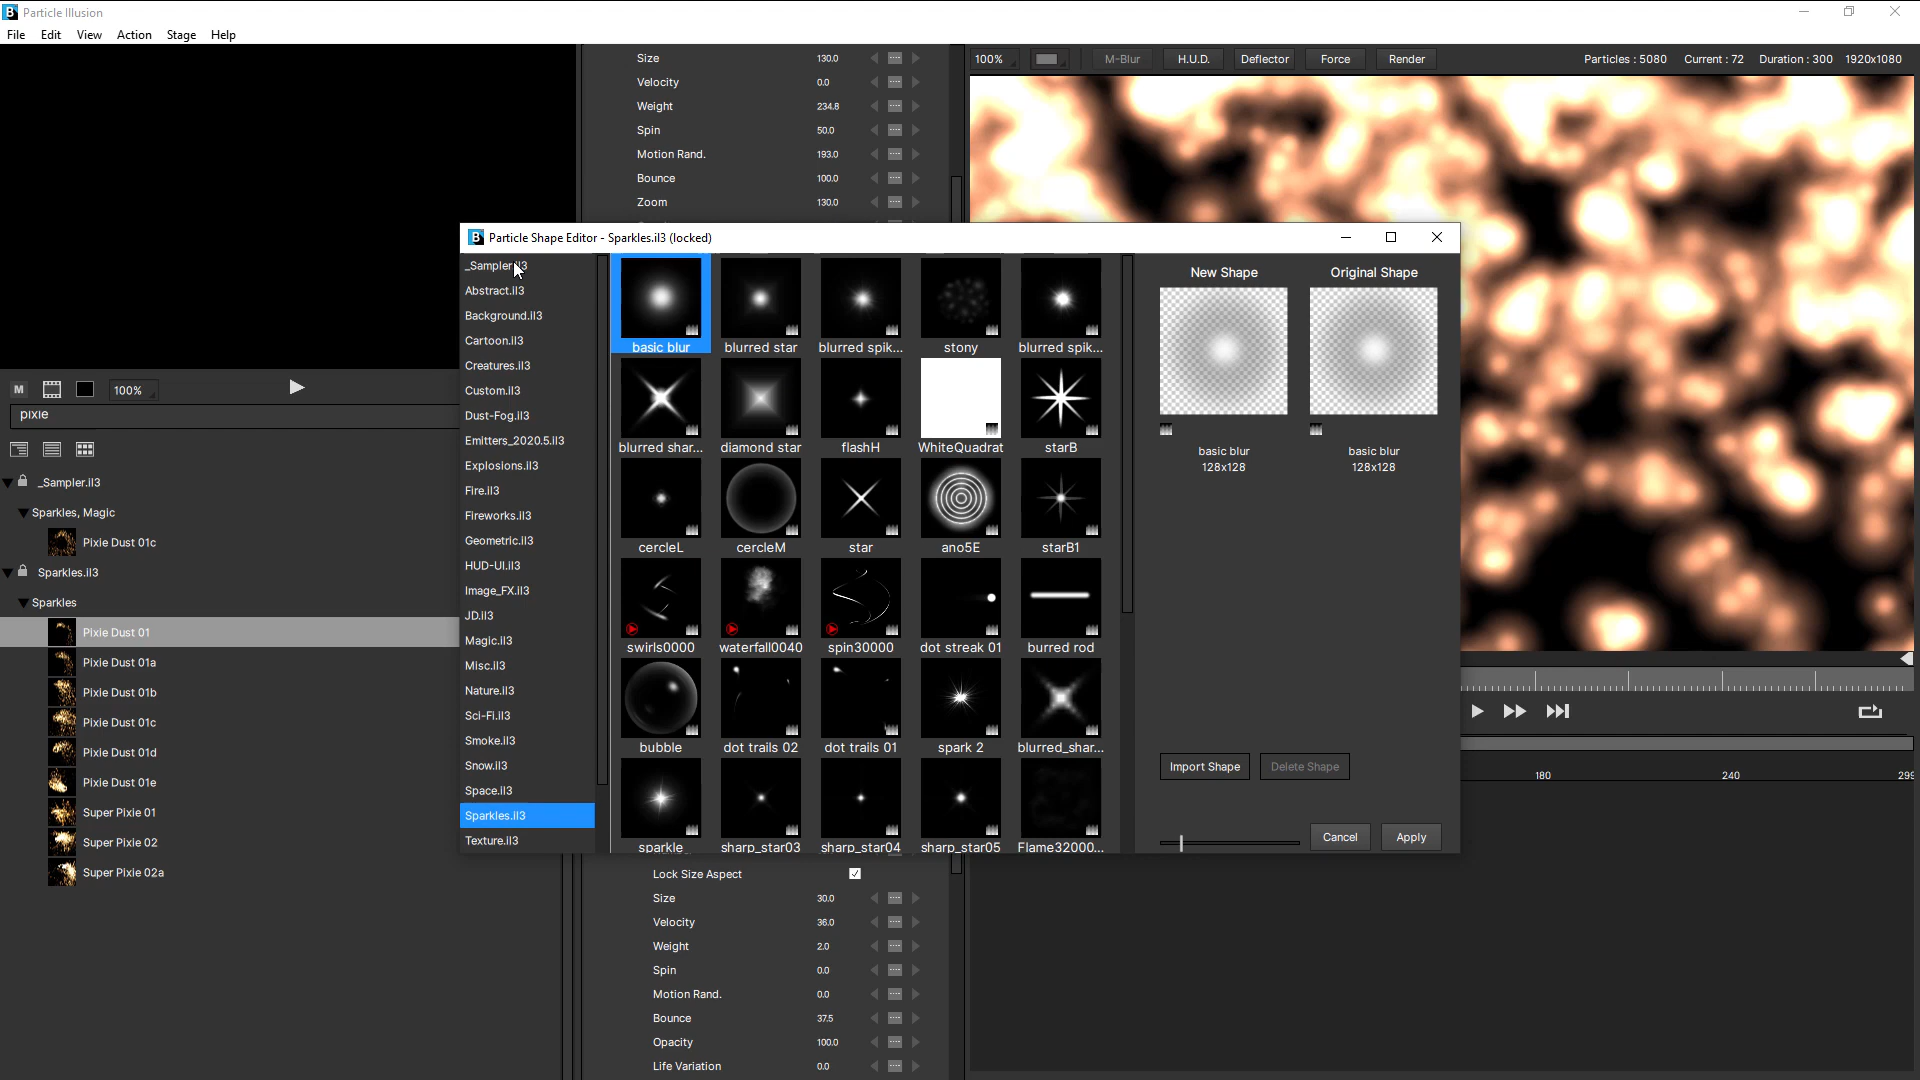 Particle Illusion
File Edit View Action Stage Help
Size 130.0
Velocity 0.0
Weight 234.8
Spin 50.0
Motion Rand. 193.0
Bounce 100.0
Zoom 130.0
100% M-Blur H.U.D. Deflector Force Render Particles : 5080 Current : 72 Duration : 300 1920x1080
M 100%
pixie
_Sampler.il3
Sparkles, Magic
Pixie Dust 01c
Sparkles.il3
Sparkles
Pixie Dust 01
Pixie Dust 01a
Pixie Dust 01b
Pixie Dust 01c
Pixie Dust 01d
Pixie Dust 01e
Super Pixie 01
Super Pixie 02
Super Pixie 02a
Particle Shape Editor - Sparkles.il3 (locked)
_Sampler.il3
Abstract.il3
Background.il3
Cartoon.il3
Creatures.il3
Custom.il3
Dust-Fog.il3
Emitters_2020.5.il3
Explosions.il3
Fire.il3
Fireworks.il3
Geometric.il3
HUD-UI.il3
Image_FX.il3
JD.il3
Magic.il3
Misc.il3
Nature.il3
Sci-Fi.il3
Smoke.il3
Snow.il3
Space.il3
Sparkles.il3
Texture.il3
basic blur blurred star blurred spik... stony blurred spik...
blurred shar... diamond star flashH WhiteQuadrat starB
cercleL cercleM star ano5E starB1
swirls0000 waterfall0040 spin30000 dot streak 01 burred rod
bubble dot trails 02 dot trails 01 spark 2 blurred_shar...
sparkle sharp_star03 sharp_star04 sharp_star05 Flame32000...
New Shape Original Shape
basic blur basic blur
128x128 128x128
Import Shape Delete Shape
Cancel Apply
180 240 299
Lock Size Aspect
Size 30.0
Velocity 36.0
Weight 2.0
Spin 0.0
Motion Rand. 0.0
Bounce 37.5
Opacity 100.0
Life Variation 0.0